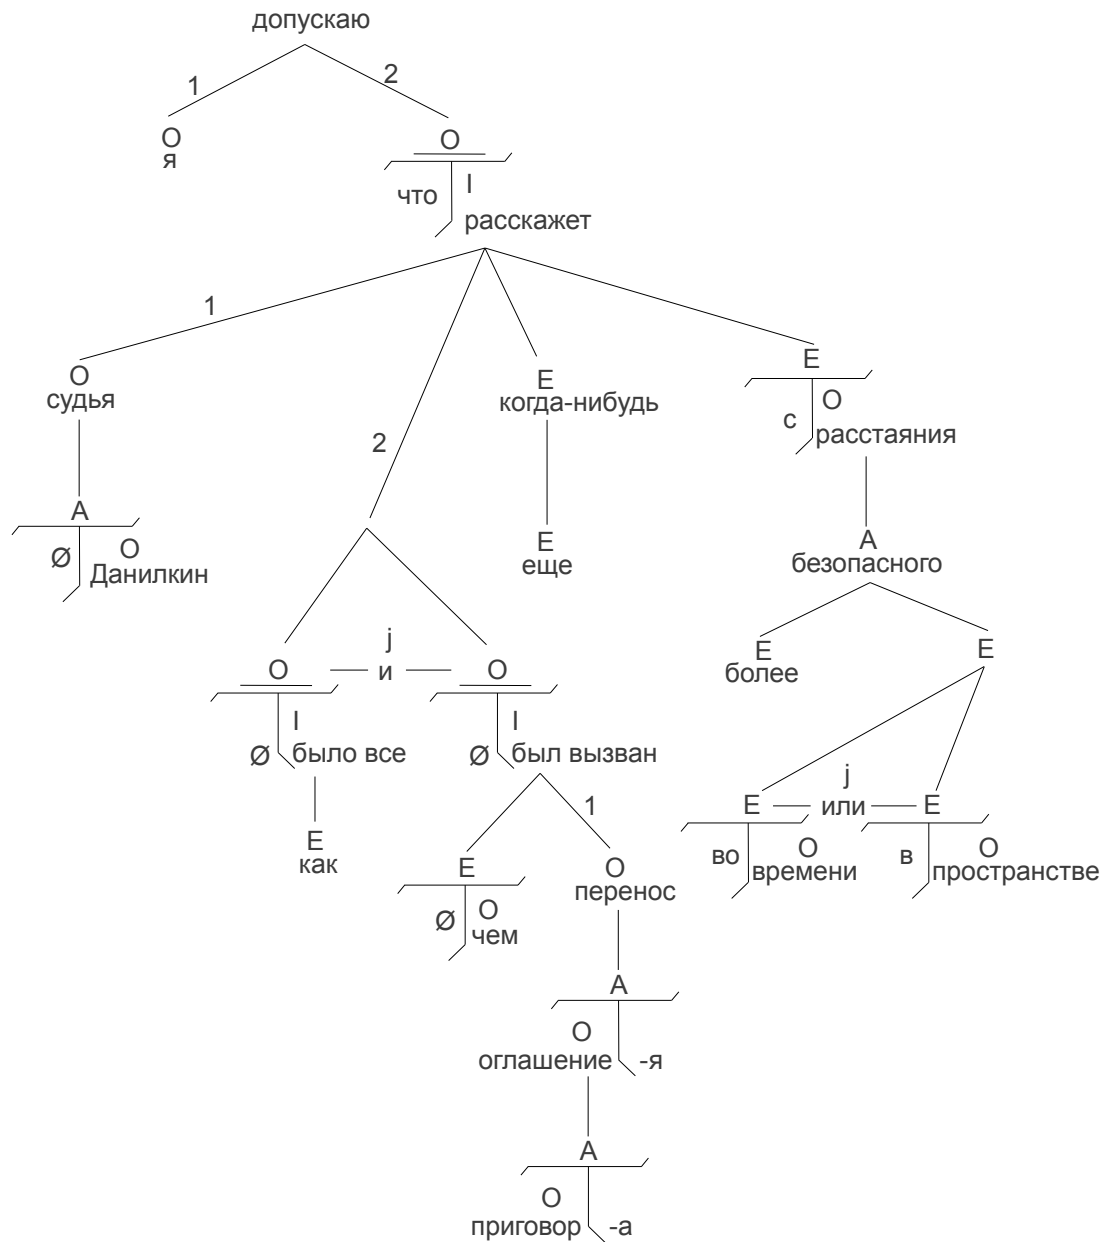 допускаю
1 2
О О
я
что I
расскажет
1
О Е Е
судья когда-нибудь О
с расстаяния
2
А Е А
Ø О еще безопасного
Данилкин
j Е Е
О и О более
I I
Ø было все Ø был вызван
1 j
Е Е О Е или Е
как перенос во О в О
Ø О времени пространстве
чем
А
О
оглашение -я
А
О
приговор -а